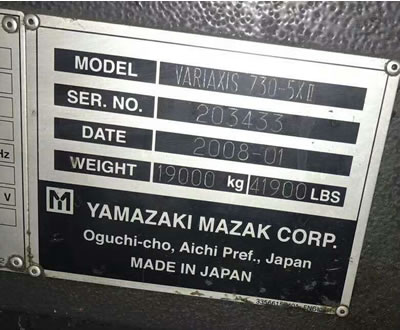 MODEL VARIAXIS 730-5XII
SER. NO. 203433
DATE 2008-01
WEIGHT 19000 kg 41900 LBS
M YAMAZAKI MAZAK CORP.
Oguchi-cho, Aichi Pref., Japan
MADE IN JAPAN
Hz
V